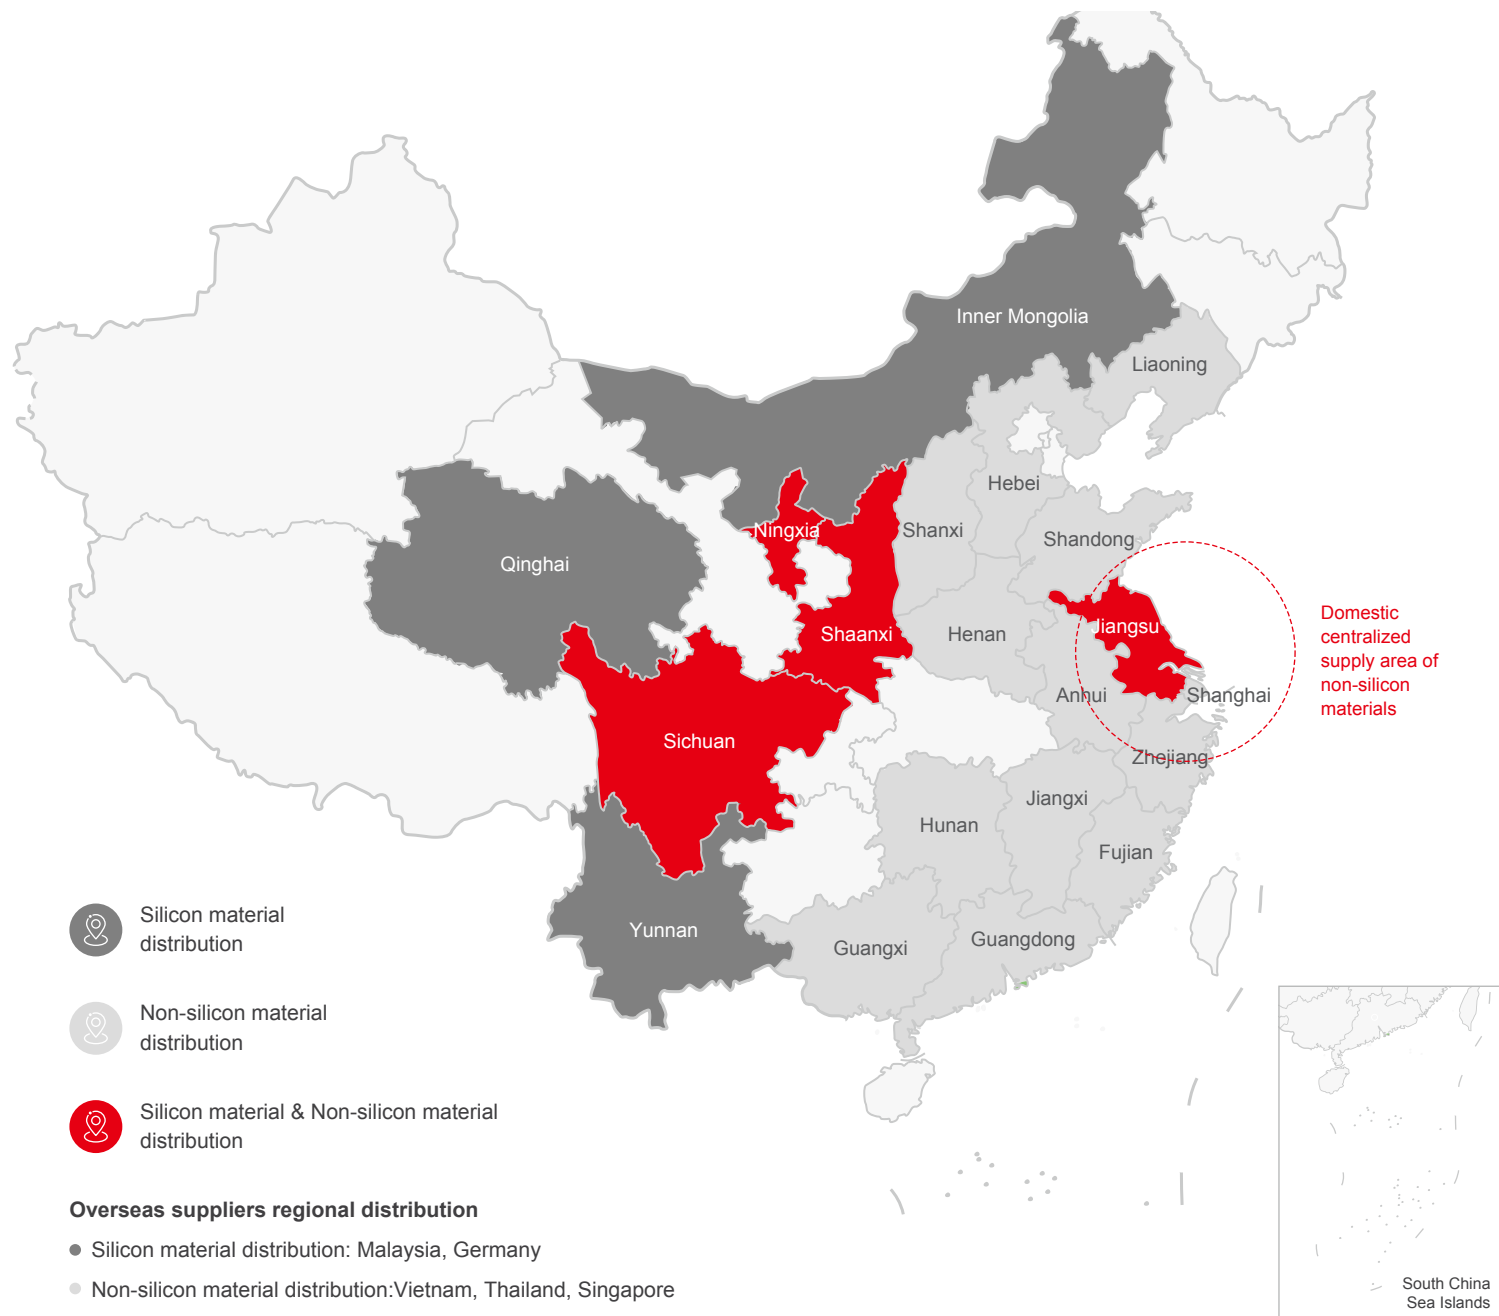 Inner Mongolia
Liaoning
Hebei
Ningxia
Shanxi
Shandong
Qinghai
Domestic
centralized
supply area of
non-silicon
materials
Jiangsu
Shaanxi
Henan
Anhui
Shanghai
Sichuan
Zhejiang
Jiangxi
Hunan
Fujian
Yunnan
Guangxi
Guangdong
Silicon material
distribution
Non-silicon material
distribution
Silicon material & Non-silicon material
distribution
Overseas suppliers regional distribution
Silicon material distribution: Malaysia, Germany
Non-silicon material distribution:Vietnam, Thailand, Singapore
South China
Sea Islands